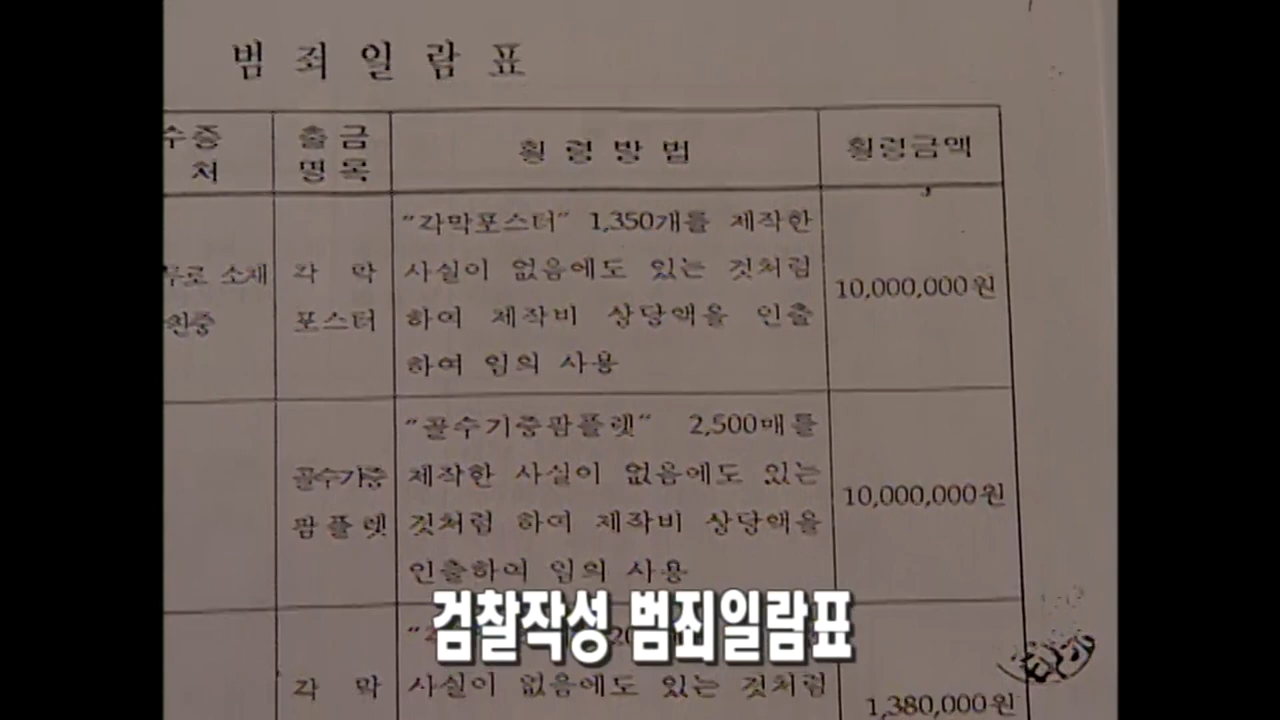 범죄일람표
수증 출금 횡령방법 횡령금액
처 명목
"각막포스터" 1,350개를 제작한
소재 각 막 사실이 없음에도 있는 것처럼 10,000,000원
포스터 하여 제작비 상당액을 인출
하여 임의 사용
"골수기증팜플렛" 2,500매를
골수기증 제작한 사실이 없음에도 있는 10,000,000원
팜플렛 것처럼 하여 제작비 상당액을
인출하여 임의 사용
검찰작성 범죄일람표
각 막 사실이 없음에도 있는 것처럼 1,380,000원